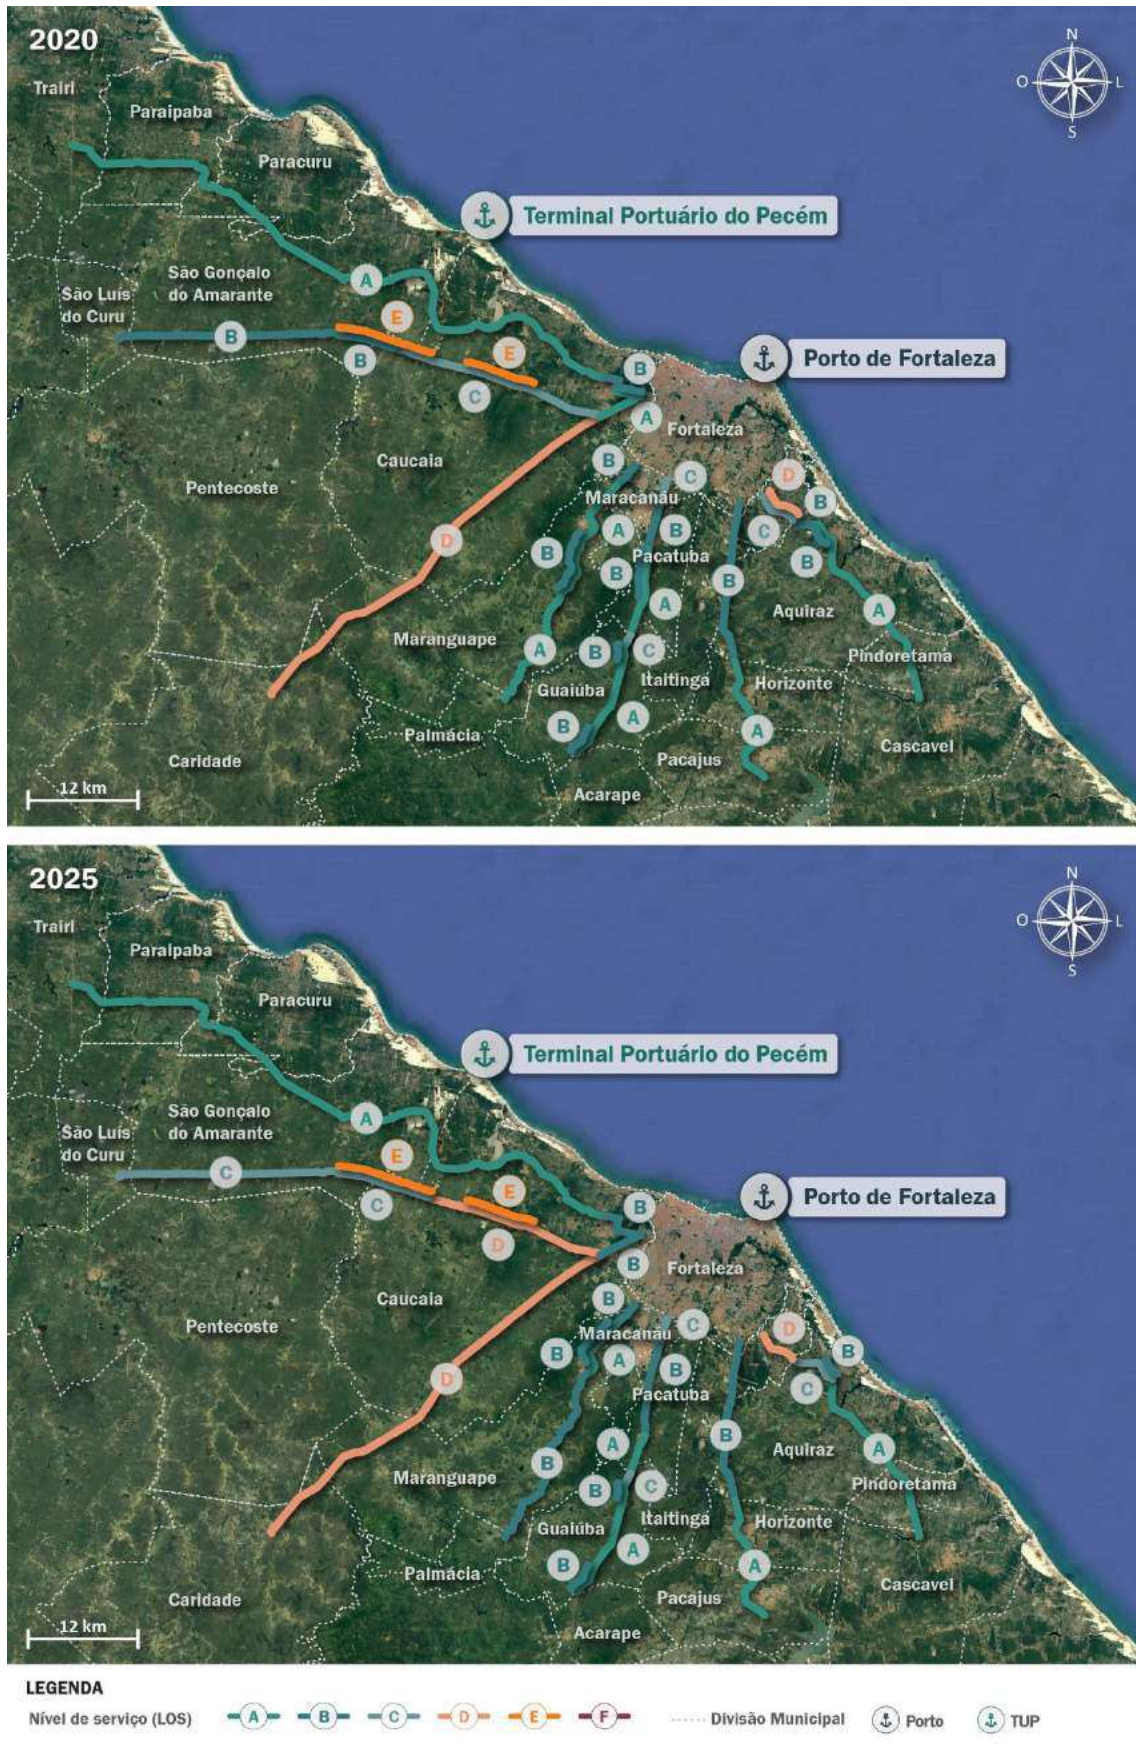 2020
N
O
L
S
Trairi
Paraipaba
Paracuru
Terminal Portuário do Pecém
São Gonçalo
do Amarante
A
São Luís
do Curu
E
B
B
E
C
B
Porto de Fortaleza
A
Fortaleza
Caucaia
B
C
D
Pentecoste
Maracanaú
B
D
A
B
C
B
Pacatuba
B
B
B
A
Aquiraz
A
Maranguape
A
B
C
Pindoretama
Guaiúba
Itaitinga
Horizonte
B
A
A
Palmácia
Cascavel
Caridade
Pacajus
12 km
Acarape
2025
N
O
L
S
Trairi
Paraipaba
Paracuru
Terminal Portuário do Pecém
São Gonçalo
do Amarante
A
São Luís
do Curu
E
C
E
C
D
B
Porto de Fortaleza
B
Fortaleza
Caucaia
B
Pentecoste
C
D
Maracanaú
B
A
B
B
D
Pacatuba
C
A
B
Aquiraz
A
B
Maranguape
B
C
Pindoretama
Guaiúba
Itaitinga
Horizonte
B
A
A
Palmácia
Cascavel
Caridade
Pacajus
12 km
Acarape
LEGENDA
Nível de serviço (LOS) A B C D E F Divisão Municipal Porto TUP